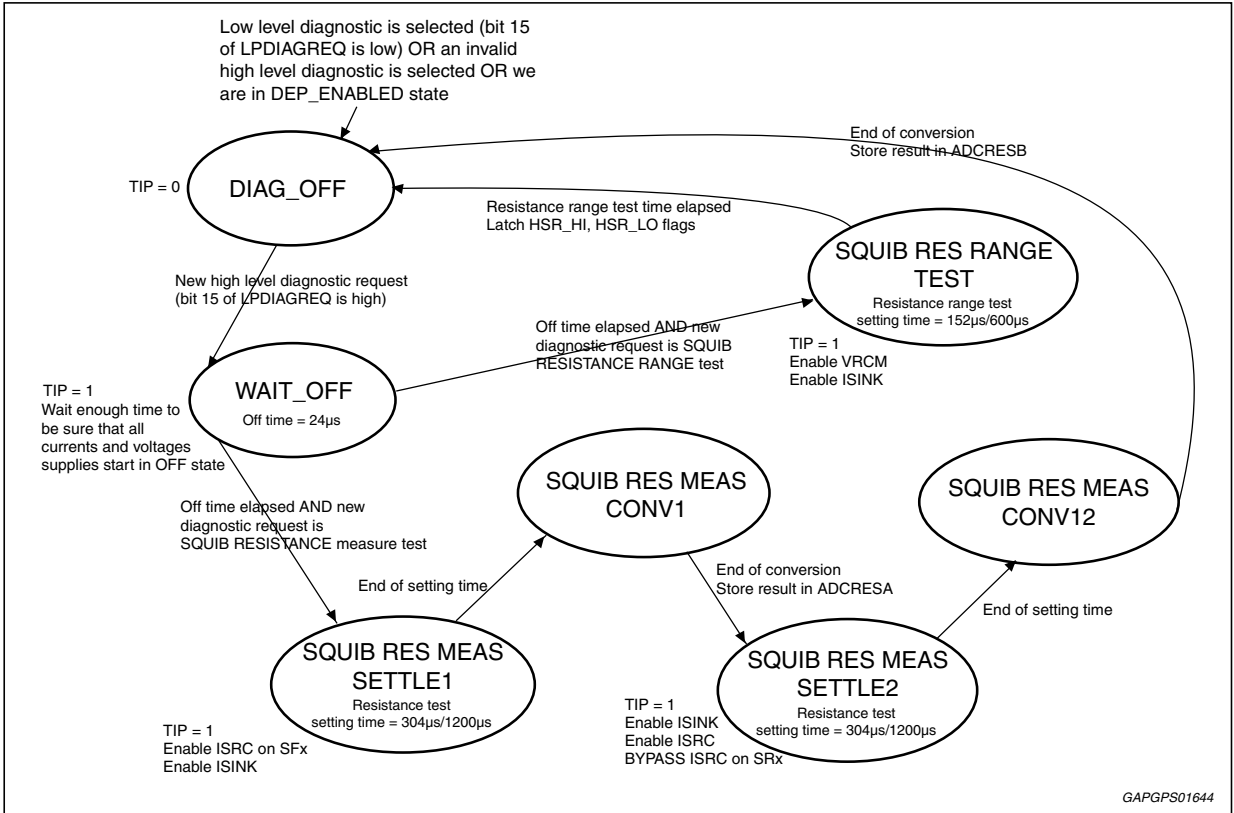 Low level diagnostic is selected (bit 15
of LPDIAGREQ is low) OR an invalid
high level diagnostic is selected OR we
are in DEP_ENABLED state
End of conversion
Store result in ADCRESB
TIP = 0
DIAG_OFF
Resistance range test time elapsed
Latch HSR_HI, HSR_LO flags
SQUIB RES RANGE
TEST
Resistance range test
setting time = 152µs/600µs
New high level diagnostic request
(bit 15 of LPDIAGREQ is high)
Off time elapsed AND new
diagnostic request is SQUIB
RESISTANCE RANGE test
TIP = 1
Enable VRCM
Enable ISINK
TIP = 1
Wait enough time to
be sure that all
currents and voltages
supplies start in OFF state
WAIT_OFF
Off time = 24µs
SQUIB RES MEAS
CONV1
SQUIB RES MEAS
CONV12
Off time elapsed AND new
diagnostic request is
SQUIB RESISTANCE measure test
End of setting time
End of conversion
Store result in ADCRESA
End of setting time
SQUIB RES MEAS
SETTLE1
Resistance test
setting time = 304µs/1200µs
TIP = 1
Enable ISRC on SFx
Enable ISINK
SQUIB RES MEAS
SETTLE2
Resistance test
setting time = 304µs/1200µs
TIP = 1
Enable ISINK
Enable ISRC
BYPASS ISRC on SRx
GAPGPS01644